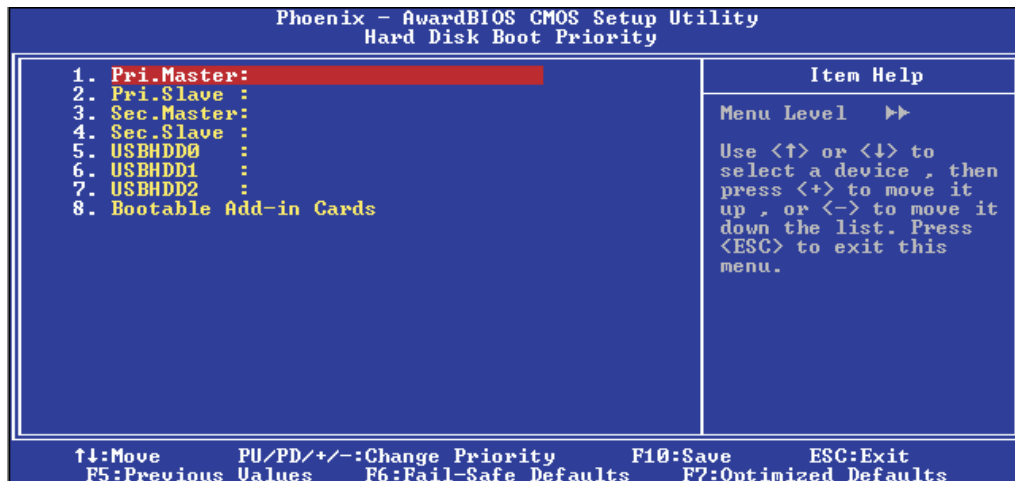 Phoenix - AwardBIOS CMOS Setup Utility
Hard Disk Boot Priority
1. Pri.Master:
2. Pri.Slave :
3. Sec.Master:
4. Sec.Slave :
5. USBHDD0 :
6. USBHDD1 :
7. USBHDD2 :
8. Bootable Add-in Cards
Item Help
Menu Level ▶▶
Use <↑> or <↓> to
select a device , then
press <+> to move it
up , or <-> to move it
down the list. Press
<ESC> to exit this
menu.
↑↓:Move PU/PD/+/-:Change Priority F10:Save ESC:Exit
F5:Previous Values F6:Fail-Safe Defaults F7:Optimized Defaults